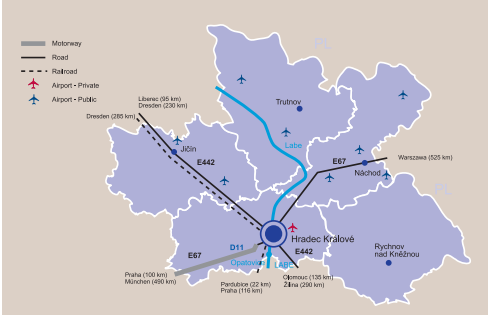 PL
Motorway
Road
Railroad
Airport • Private
Airport • Public
Liberec (95 km)
Dresden (230 km)
Dresden (285 km)
Trutnov
Labe
Jičín
E442
E67
Warszawa (525 km)
Náchod
PL
Hradec Králové
D11
E442
E67
Opatovice
LABE
Rychnov
nad Kněžnou
Praha (100 km)
München (490 km)
Olomouc (135 km)
Žilina (290 km)
Pardubice (22 km)
Praha (116 km)